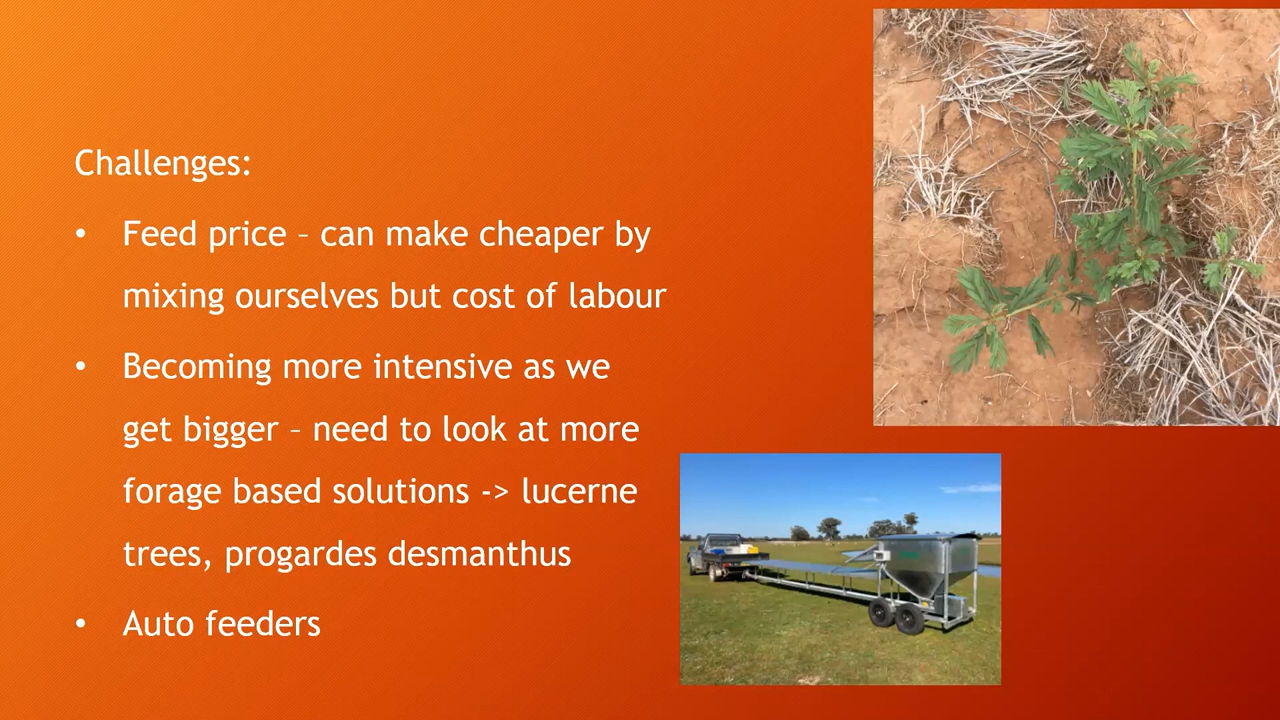 Challenges:
• Feed price – can make cheaper by
mixing ourselves but cost of labour
• Becoming more intensive as we
get bigger – need to look at more
forage based solutions -> lucerne
trees, progardes desmanthus
• Auto feeders